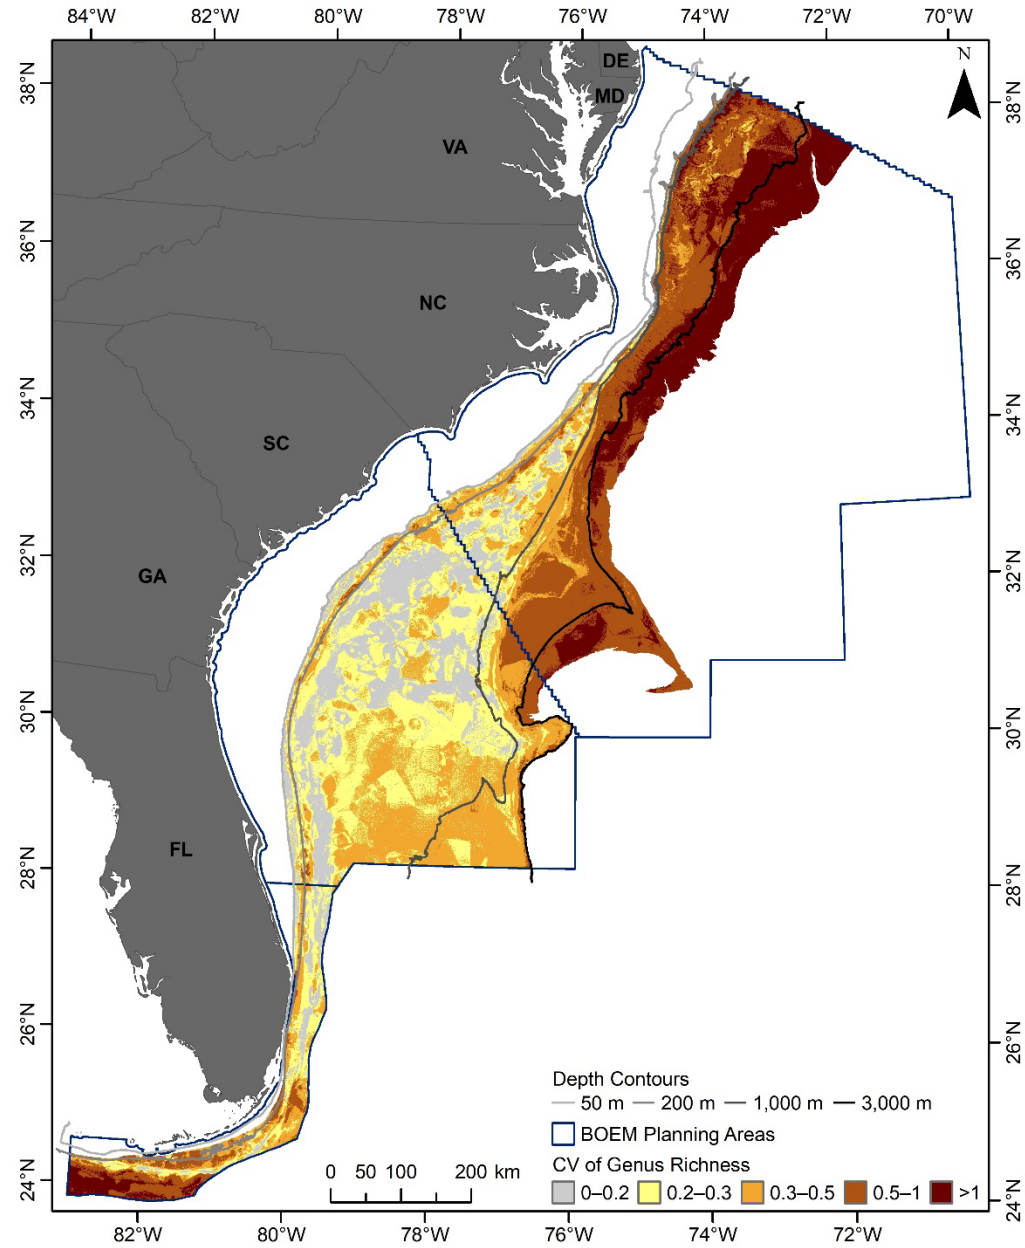 84°W 82°W 80°W 78°W 76°W 74°W 72°W 70°W
N
38°N 38°N
DE
MD
VA
36°N 36°N
NC
34°N 34°N
SC
32°N 32°N
GA
30°N 30°N
FL
28°N 28°N
26°N 26°N
Depth Contours
50 m 200 m 1,000 m 3,000 m
BOEM Planning Areas
CV of Genus Richness
0–0.2 0.2–0.3 0.3–0.5 0.5–1 >1
0 50 100 200 km
24°N 24°N
82°W 80°W 78°W 76°W 74°W 72°W